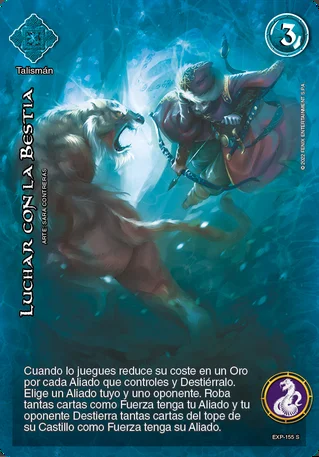 Talismán
3
LUCHAR CON LA BESTIA
ARTE: SARA CONTRERAS
© 2022 FENIX ENTERTAINMENT S.P.A.
Cuando lo juegues reduce su coste en un Oro
por cada Aliado que controles y Destiérralo.
Elige un Aliado tuyo y uno oponente. Roba
tantas cartas como Fuerza tenga tu Aliado y tu
oponente Destierra tantas cartas del tope de
su Castillo como Fuerza tenga su Aliado.
EXP-155 S